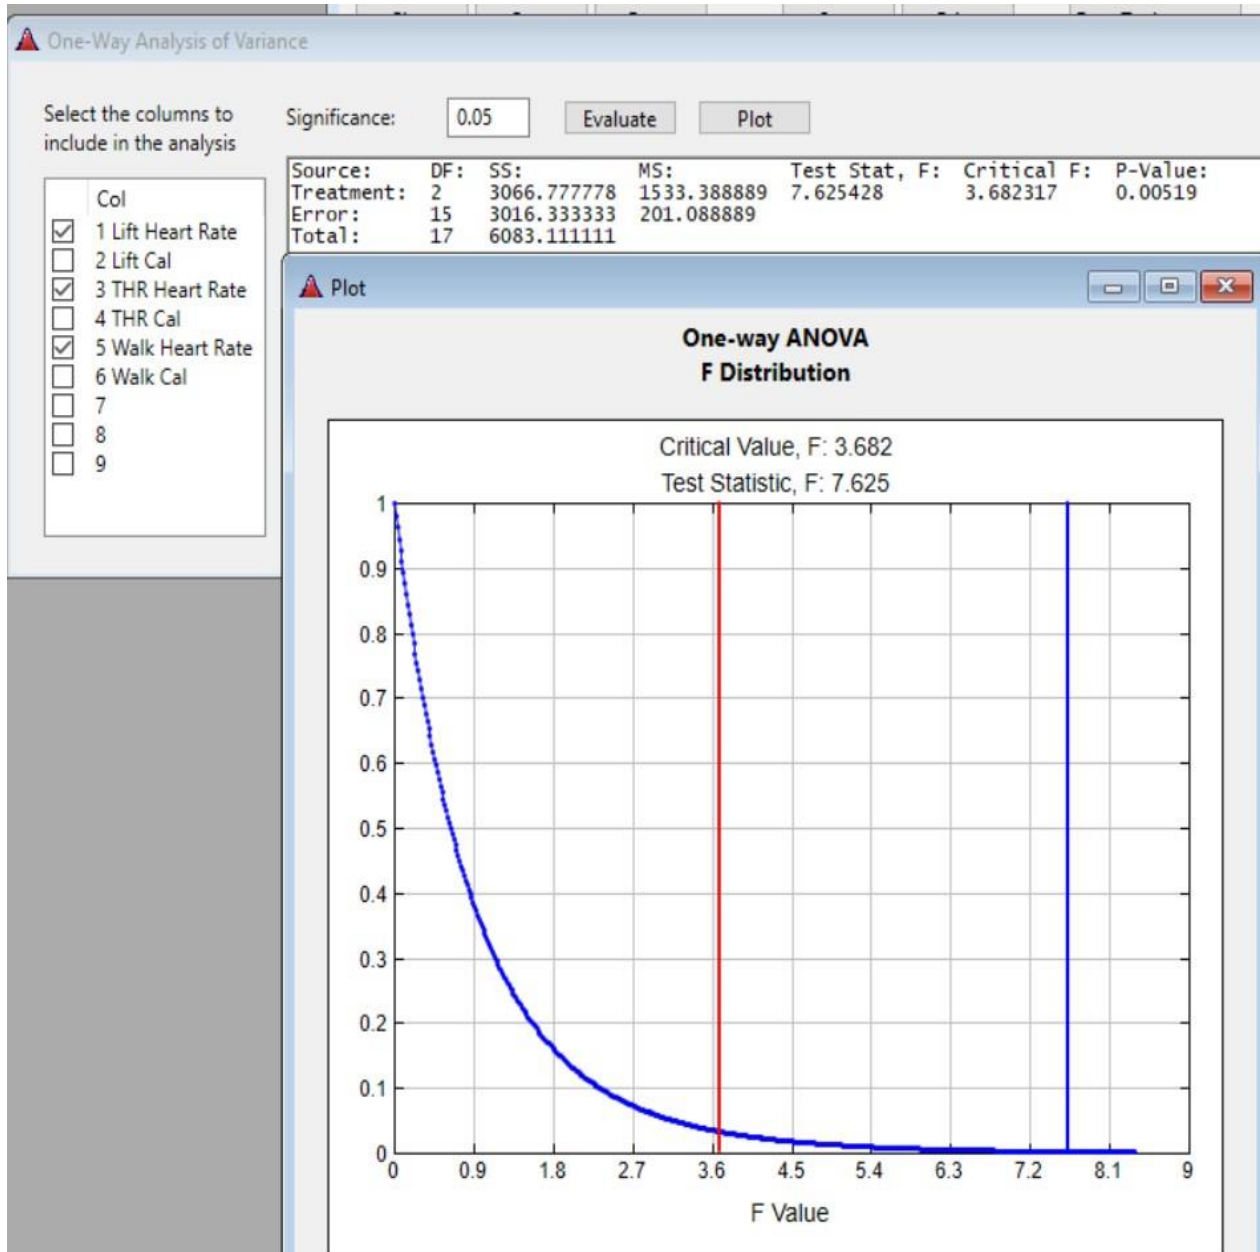 One-Way Analysis of Variance
Select the columns to
include in the analysis
Significance: 0.05 Evaluate Plot
Col
1 Lift Heart Rate
2 Lift Cal
3 THR Heart Rate
4 THR Cal
5 Walk Heart Rate
6 Walk Cal
7
8
9
Source: DF: SS: MS: Test Stat, F: Critical F: P-Value:
Treatment: 2 3066.777778 1533.388889 7.625428 3.682317 0.00519
Error: 15 3016.333333 201.088889
Total: 17 6083.111111
Plot
One-way ANOVA
F Distribution
Critical Value, F: 3.682
Test Statistic, F: 7.625
1
0.9
0.8
0.7
0.6
0.5
0.4
0.3
0.2
0.1
0
0 0.9 1.8 2.7 3.6 4.5 5.4 6.3 7.2 8.1 9
F Value